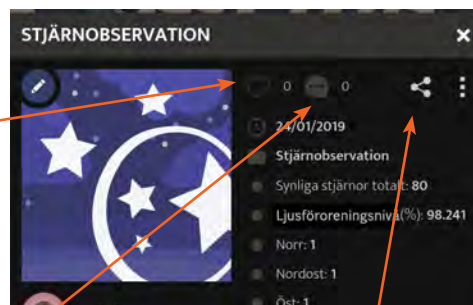 STJÄRNOBSERVATION
0 0
24/01/2019
Stjärnobservation
Synliga stjärnor totalt: 80
Ljusföroreningsnivå(%): 98.241
Norr: 1
Nordost: 1
Öst: 1